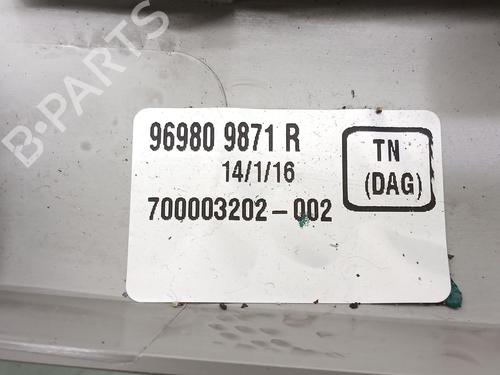 B-PARTS
96980 9871 R
14/1/16
700003202-002
TN
(DAG)